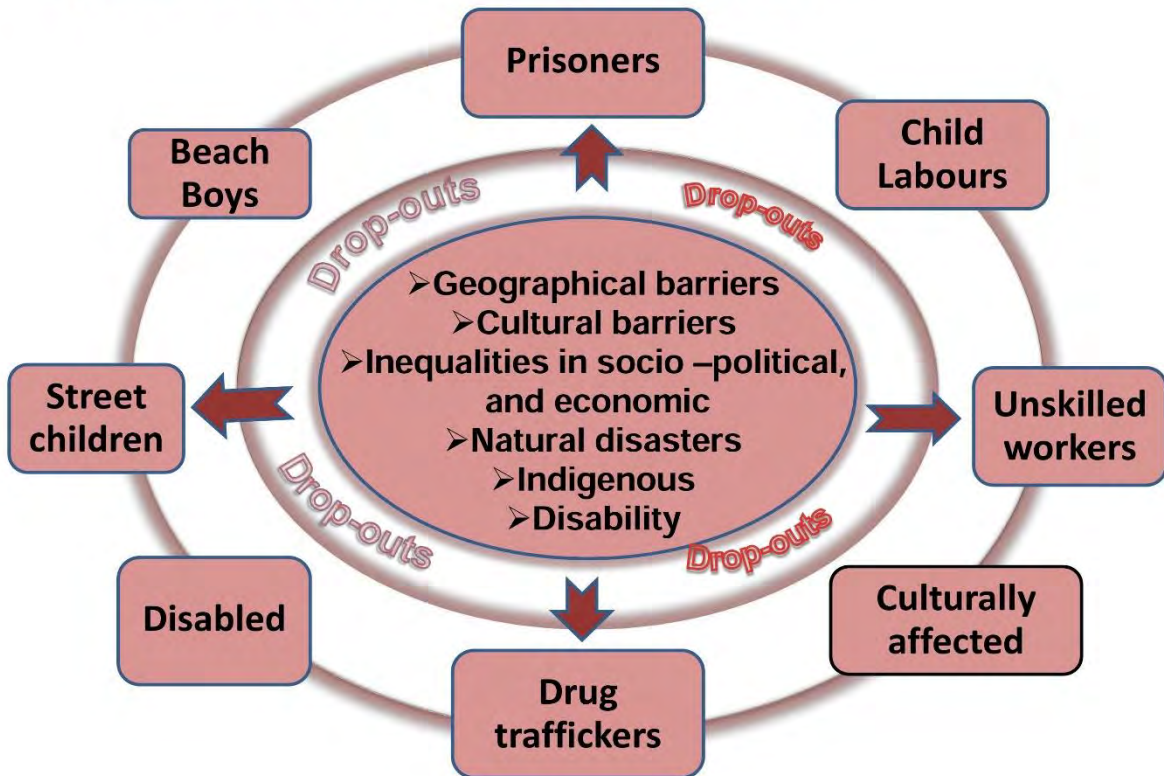 Prisoners
Beach
Boys
Child
Labours
Drop-outs
Drop-outs
➢Geographical barriers
➢Cultural barriers
➢Inequalities in socio –political,
and economic
➢Natural disasters
➢Indigenous
➢Disability
Street
children
Unskilled
workers
Drop-outs
Drop-outs
Disabled
Culturally
affected
Drug
traffickers